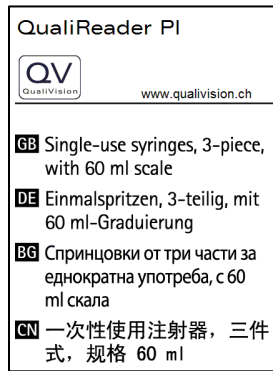 QualiReader PI
QV
QualiVision
www.qualivision.ch
GB Single-use syringes, 3-piece,
with 60 ml scale
DE Einmalspritzen, 3-teilig, mit
60 ml-Graduierung
BG Спринцовки от три части за
еднократна употреба, с 60
ml скала
CN 一次性使用注射器，三件
式，规格 60 ml